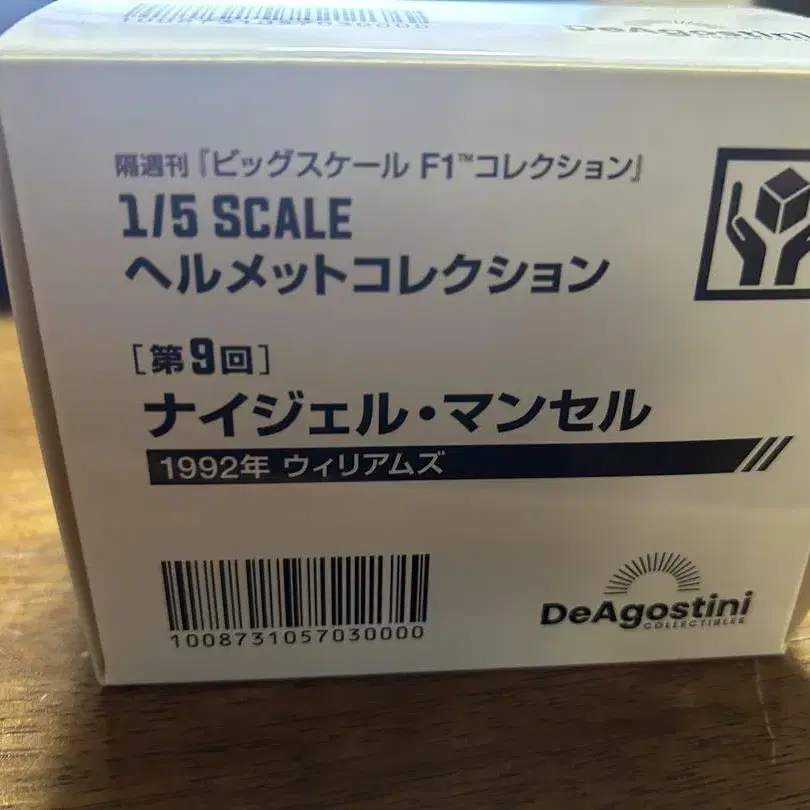 DeAgostini
隔週刊『ビッグスケール F1™コレクション』
1/5 SCALE
ヘルメットコレクション
[第9回]
ナイジェル・マンセル
1992年 ウィリアムズ
1008731057030000
DeAgostini
COLLECTIBLES